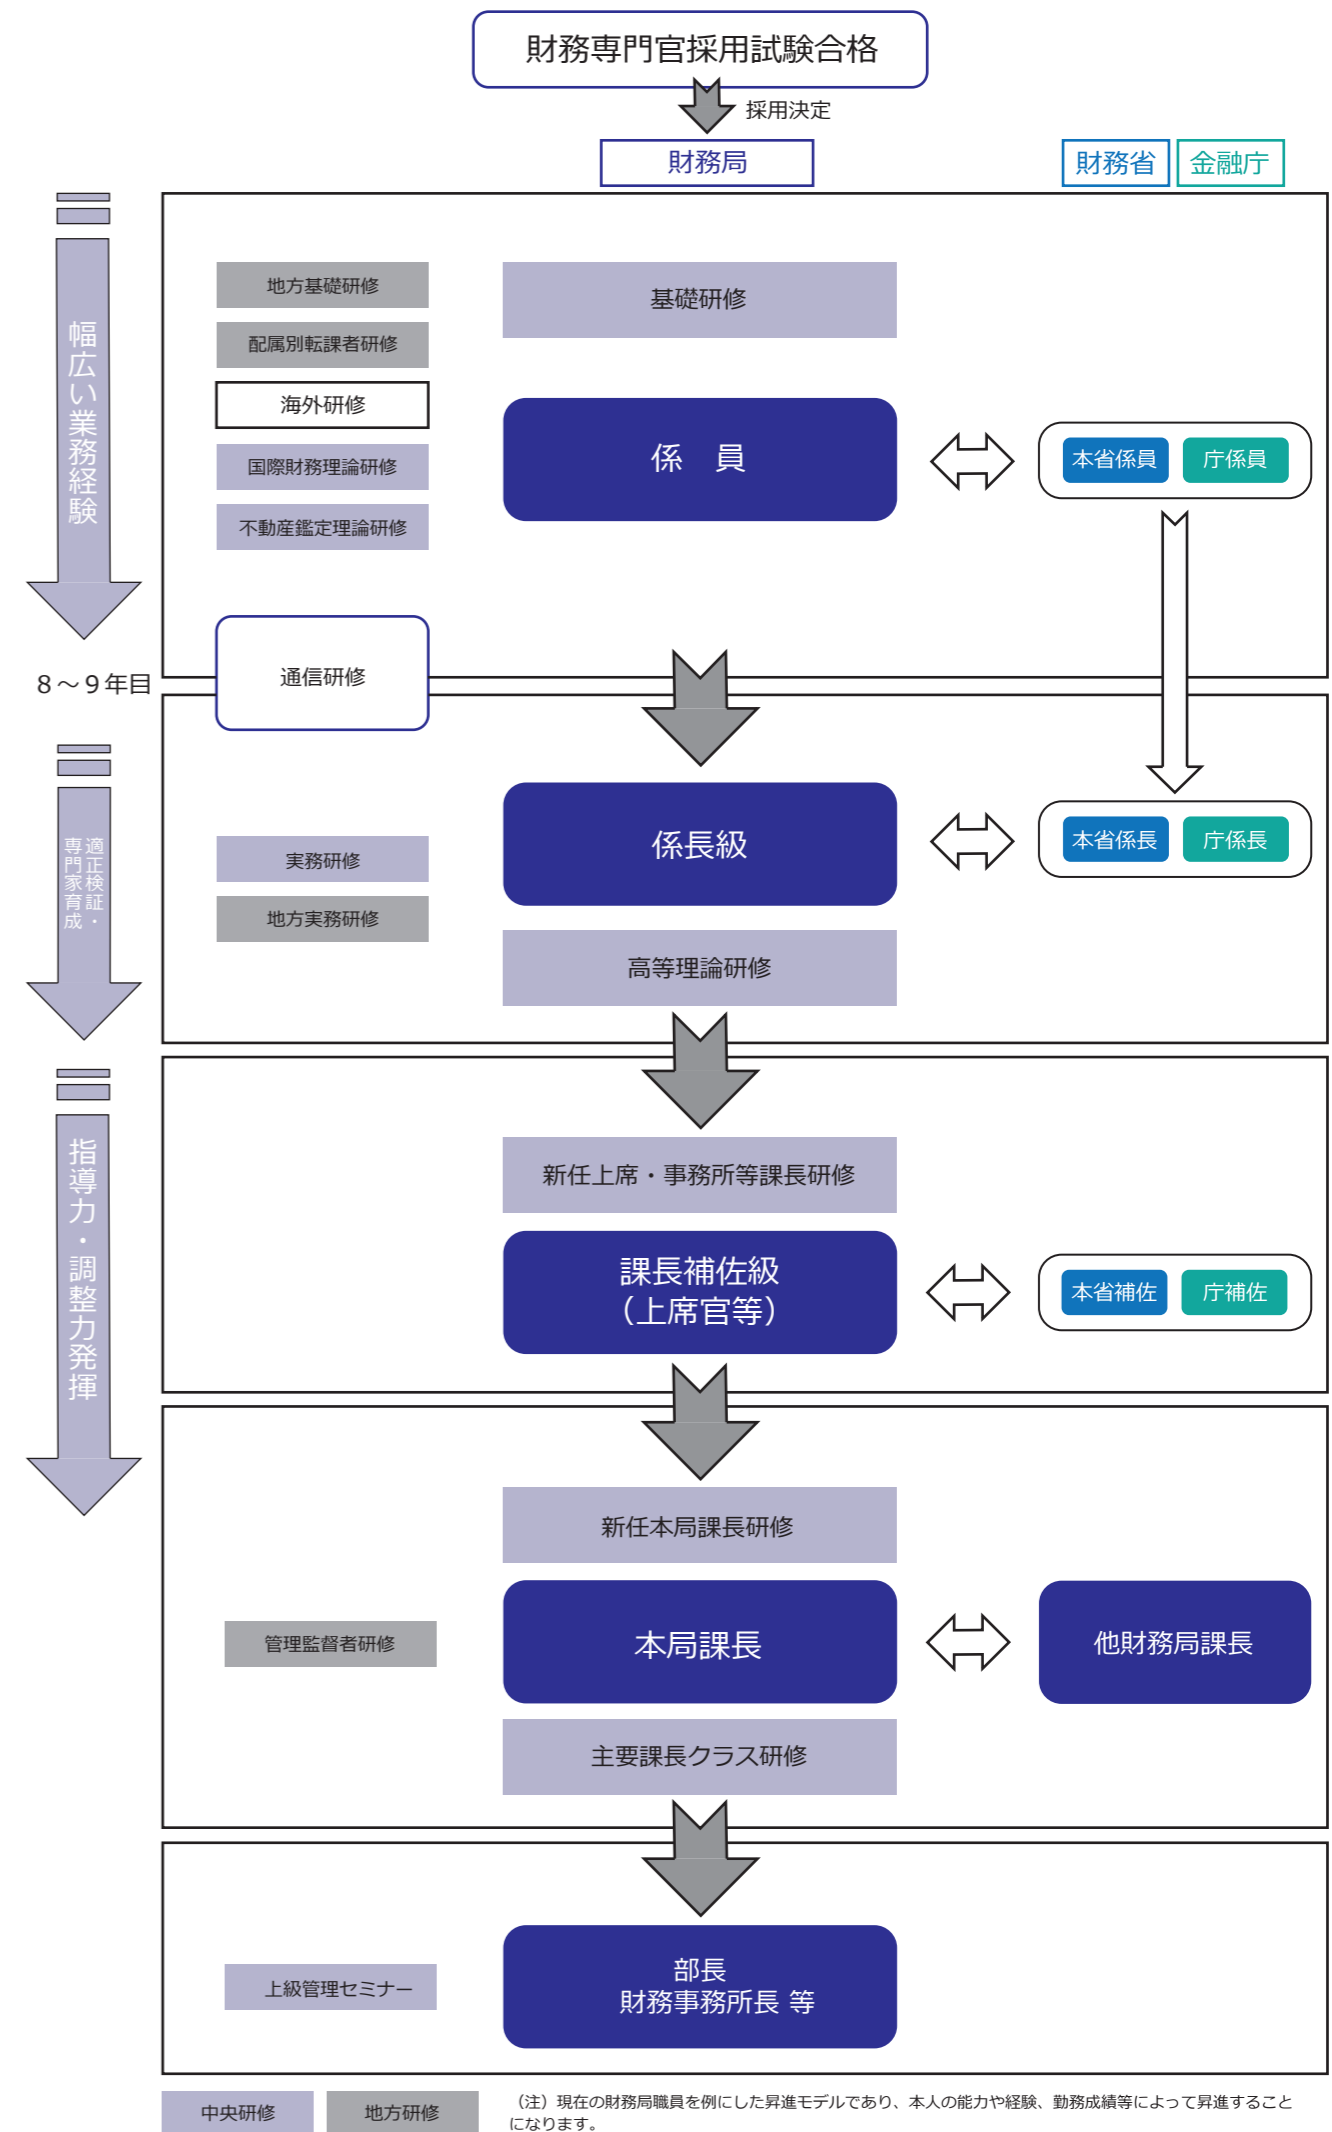 財務専門官採用試験合格
採用決定
財務局
財務省
金融庁
幅広い業務経験
地方基礎研修
配属別転課者研修
海外研修
国際財務理論研修
不動産鑑定理論研修
基礎研修
係　員
本省係員
庁係員
8～9年目
通信研修
適正検証・
専門家育成
実務研修
地方実務研修
係長級
高等理論研修
本省係長
庁係長
指導力・調整力発揮
新任上席・事務所等課長研修
課長補佐級
（上席官等）
本省補佐
庁補佐
新任本局課長研修
管理監督者研修
本局課長
他財務局課長
主要課長クラス研修
上級管理セミナー
部長
財務事務所長 等
中央研修
地方研修
（注）現在の財務局職員を例にした昇進モデルであり、本人の能力や経験、勤務成績等によって昇進すること
になります。